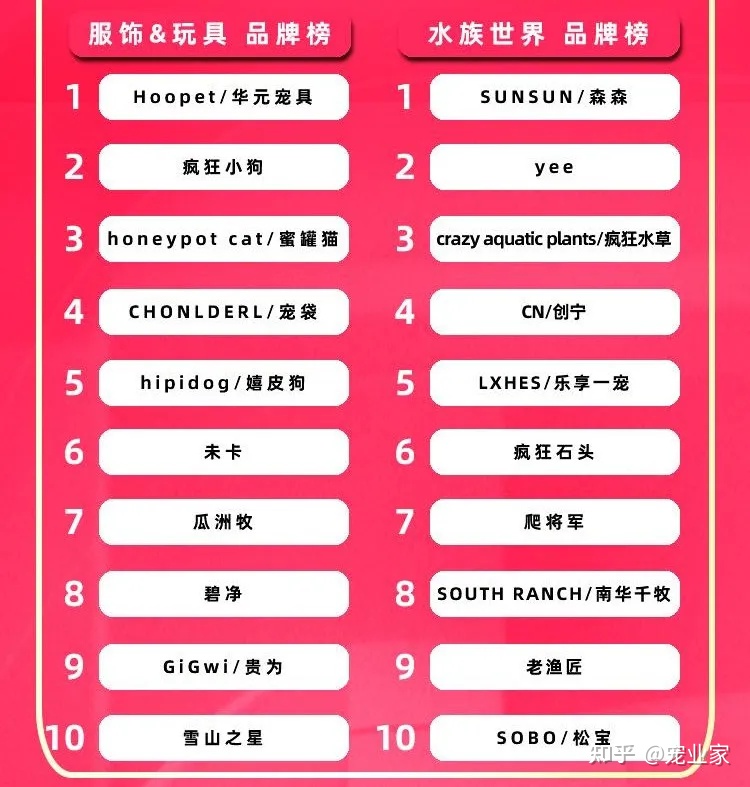 服饰&玩具 品牌榜
1 Hoopet/华元宠具
2 疯狂小狗
3 honeypot cat/蜜罐猫
4 CHONLDERL/宠袋
5 hipidog/嬉皮狗
6 未卡
7 瓜洲牧
8 碧净
9 GiGwi/贵为
10 雪山之星
水族世界 品牌榜
1 SUNSUN/森森
2 yee
3 crazy aquatic plants/疯狂水草
4 CN/创宁
5 LXHES/乐享一宠
6 疯狂石头
7 爬将军
8 SOUTH RANCH/南华千牧
9 老渔匠
10 SOBO/松宝
知乎 @宠业家